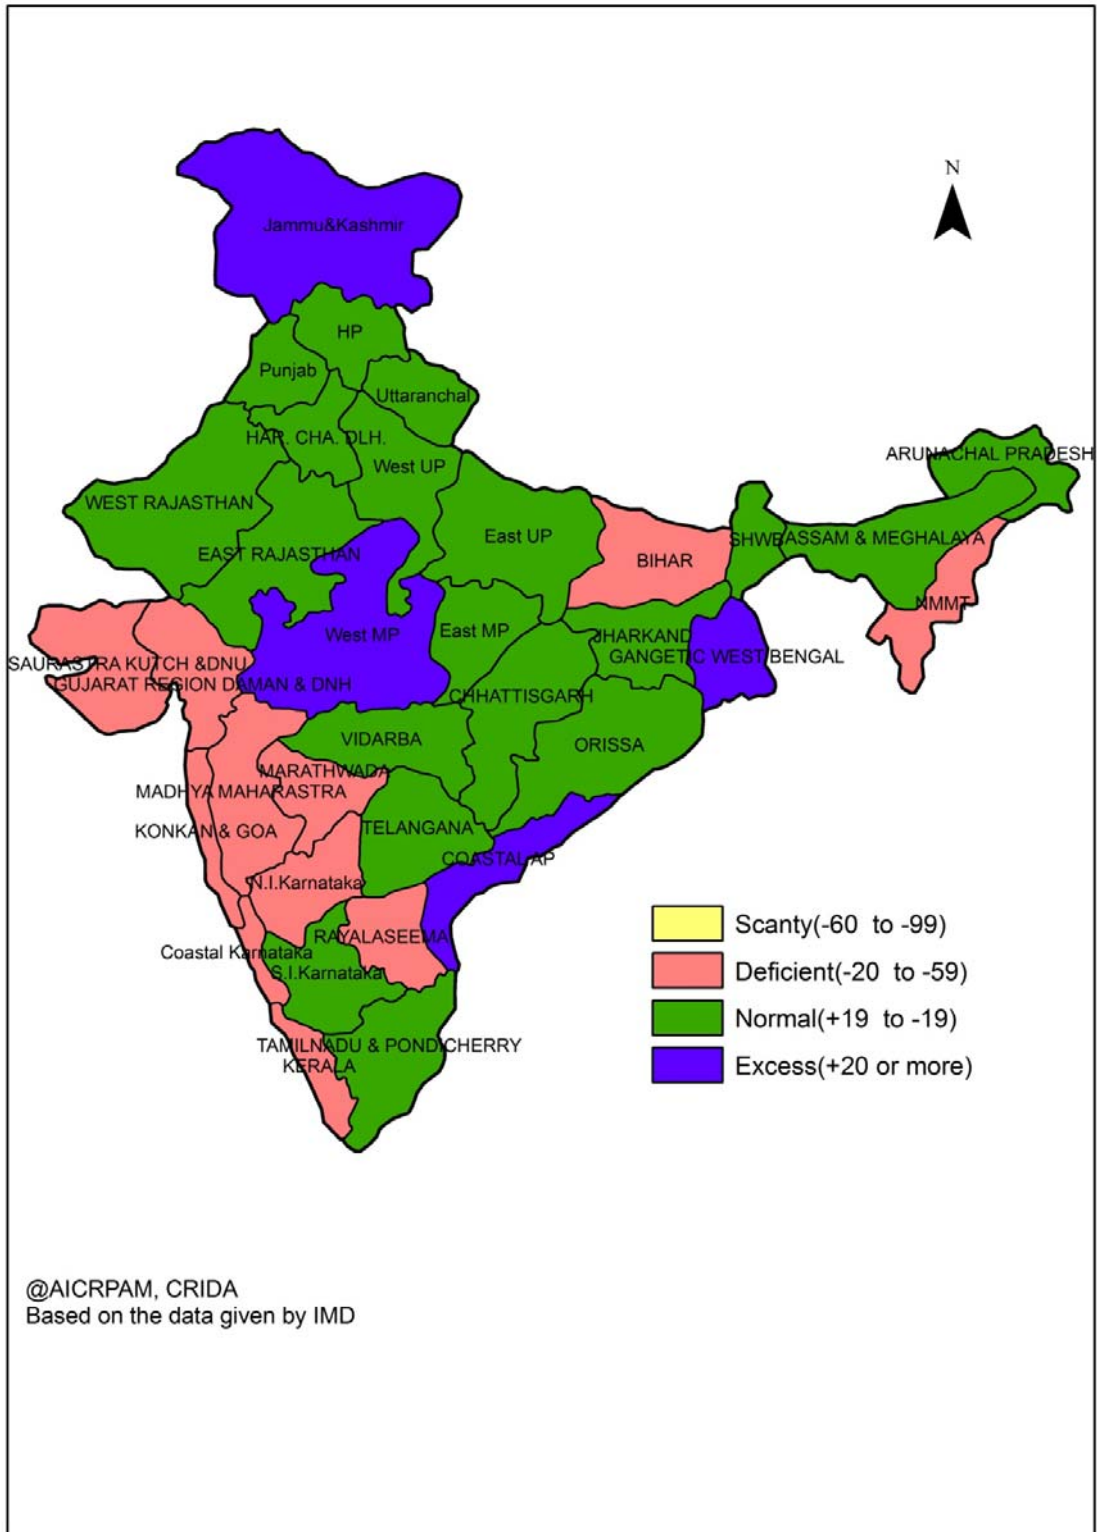 N
Jammu&Kashmir
HP
Punjab
Uttaranchal
HAR. CHA. DLH.
ARUNACHAL PRADESH
West UP
WEST RAJASTHAN
East UP
SHWB
ASSAM & MEGHALAYA
EAST RAJASTHAN
BIHAR
NMMT
West MP
East MP
JHARKAND
GANGETIC WEST BENGAL
SAURASTRA KUTCH &DNU
GUJARAT REGION DAMAN & DNH
CHHATTISGARH
VIDARBA
ORISSA
MARATHWADA
MADHYA MAHARASTRA
KONKAN & GOA
TELANGANA
COASTAL AP
N.I.Karnataka
RAYALASEEMA
Coastal Karnataka
S.I.Karnataka
TAMILNADU & PONDICHERRY
KERALA
Scanty(-60 to -99)
Deficient(-20 to -59)
Normal(+19 to -19)
Excess(+20 or more)
@AICRPAM, CRIDA
Based on the data given by IMD